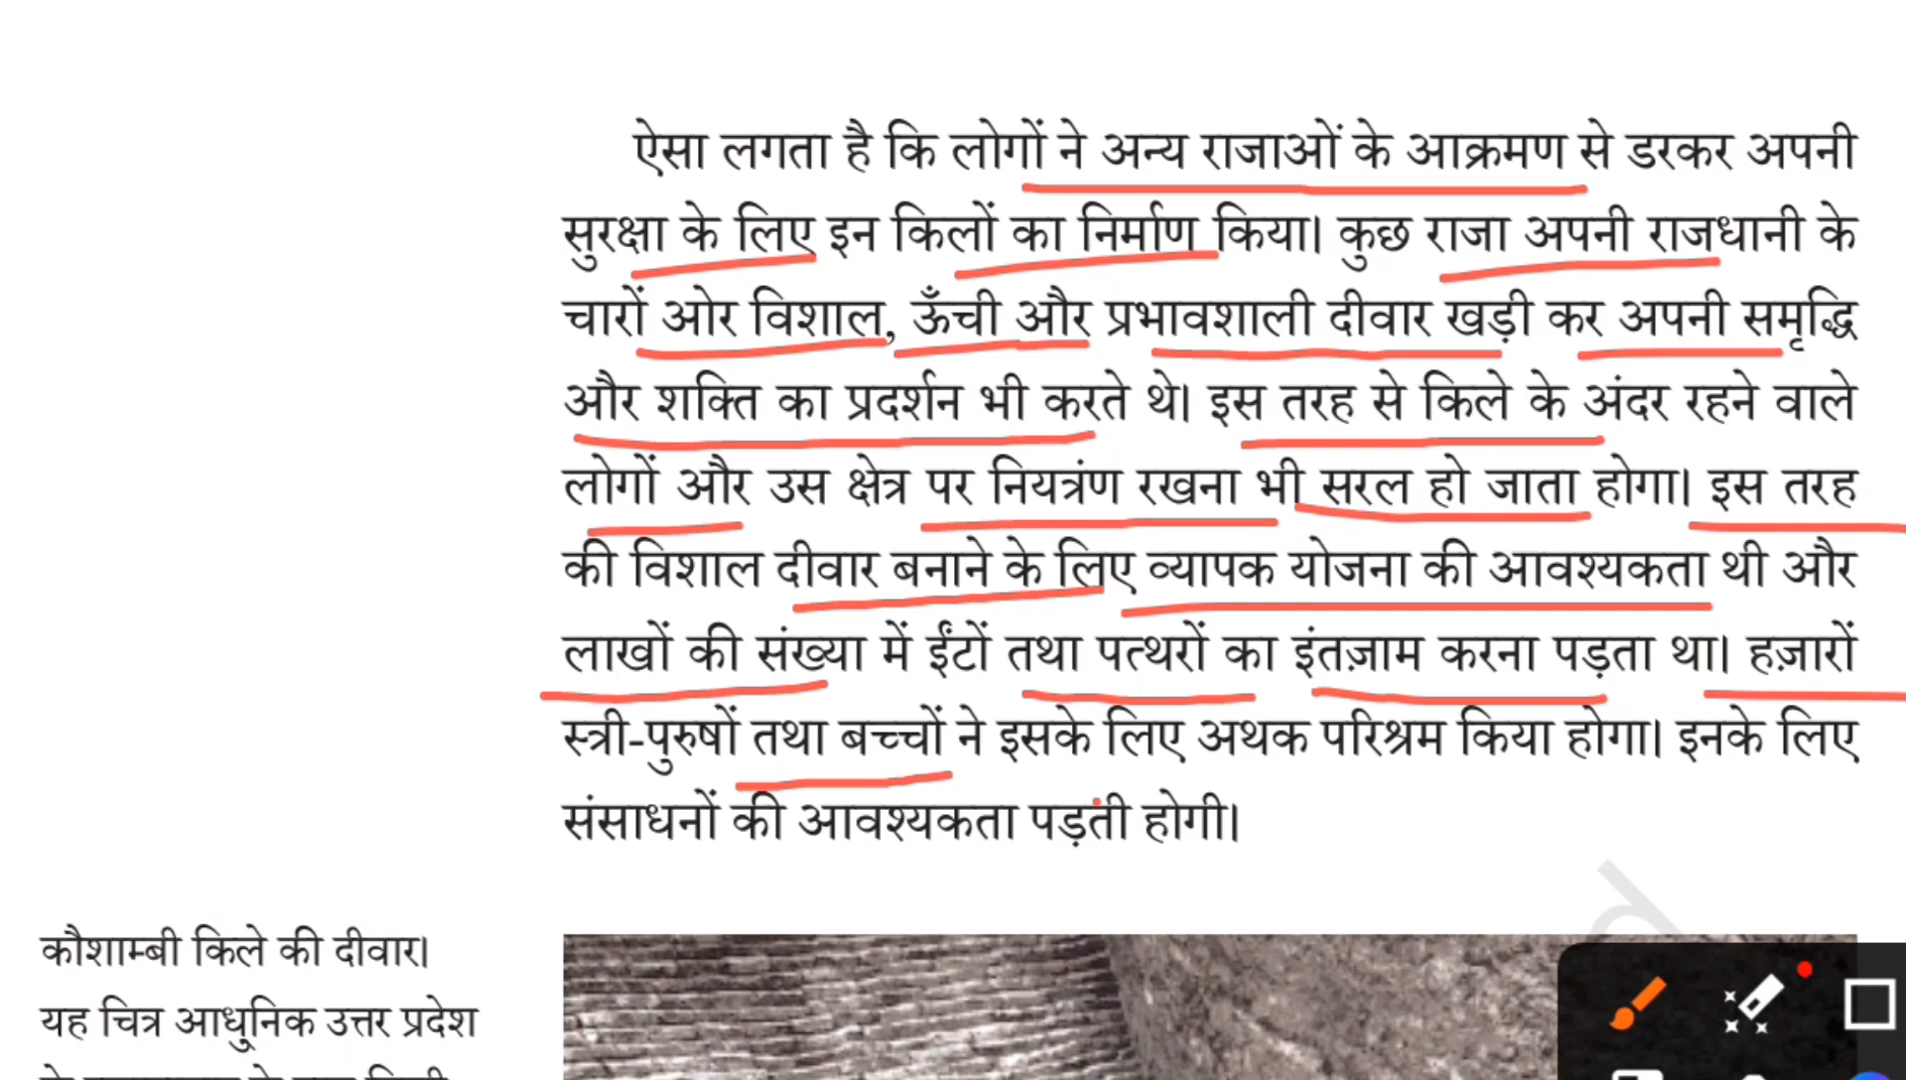 ऐसा लगता है कि लोगों ने अन्य राजाओं के आक्रमण से डरकर अपनी
सुरक्षा के लिए इन किलों का निर्माण किया। कुछ राजा अपनी राजधानी के
चारों ओर विशाल, ऊँची और प्रभावशाली दीवार खड़ी कर अपनी समृद्धि
और शक्ति का प्रदर्शन भी करते थे। इस तरह से किले के अंदर रहने वाले
लोगों और उस क्षेत्र पर नियत्रंण रखना भी सरल हो जाता होगा। इस तरह
की विशाल दीवार बनाने के लिए व्यापक योजना की आवश्यकता थी और
लाखों की संख्या में ईंटों तथा पत्थरों का इंतज़ाम करना पड़ता था। हज़ारों
स्त्री-पुरुषों तथा बच्चों ने इसके लिए अथक परिश्रम किया होगा। इनके लिए
संसाधनों की आवश्यकता पड़ती होगी।
कौशाम्बी किले की दीवार।
यह चित्र आधुनिक उत्तर प्रदेश